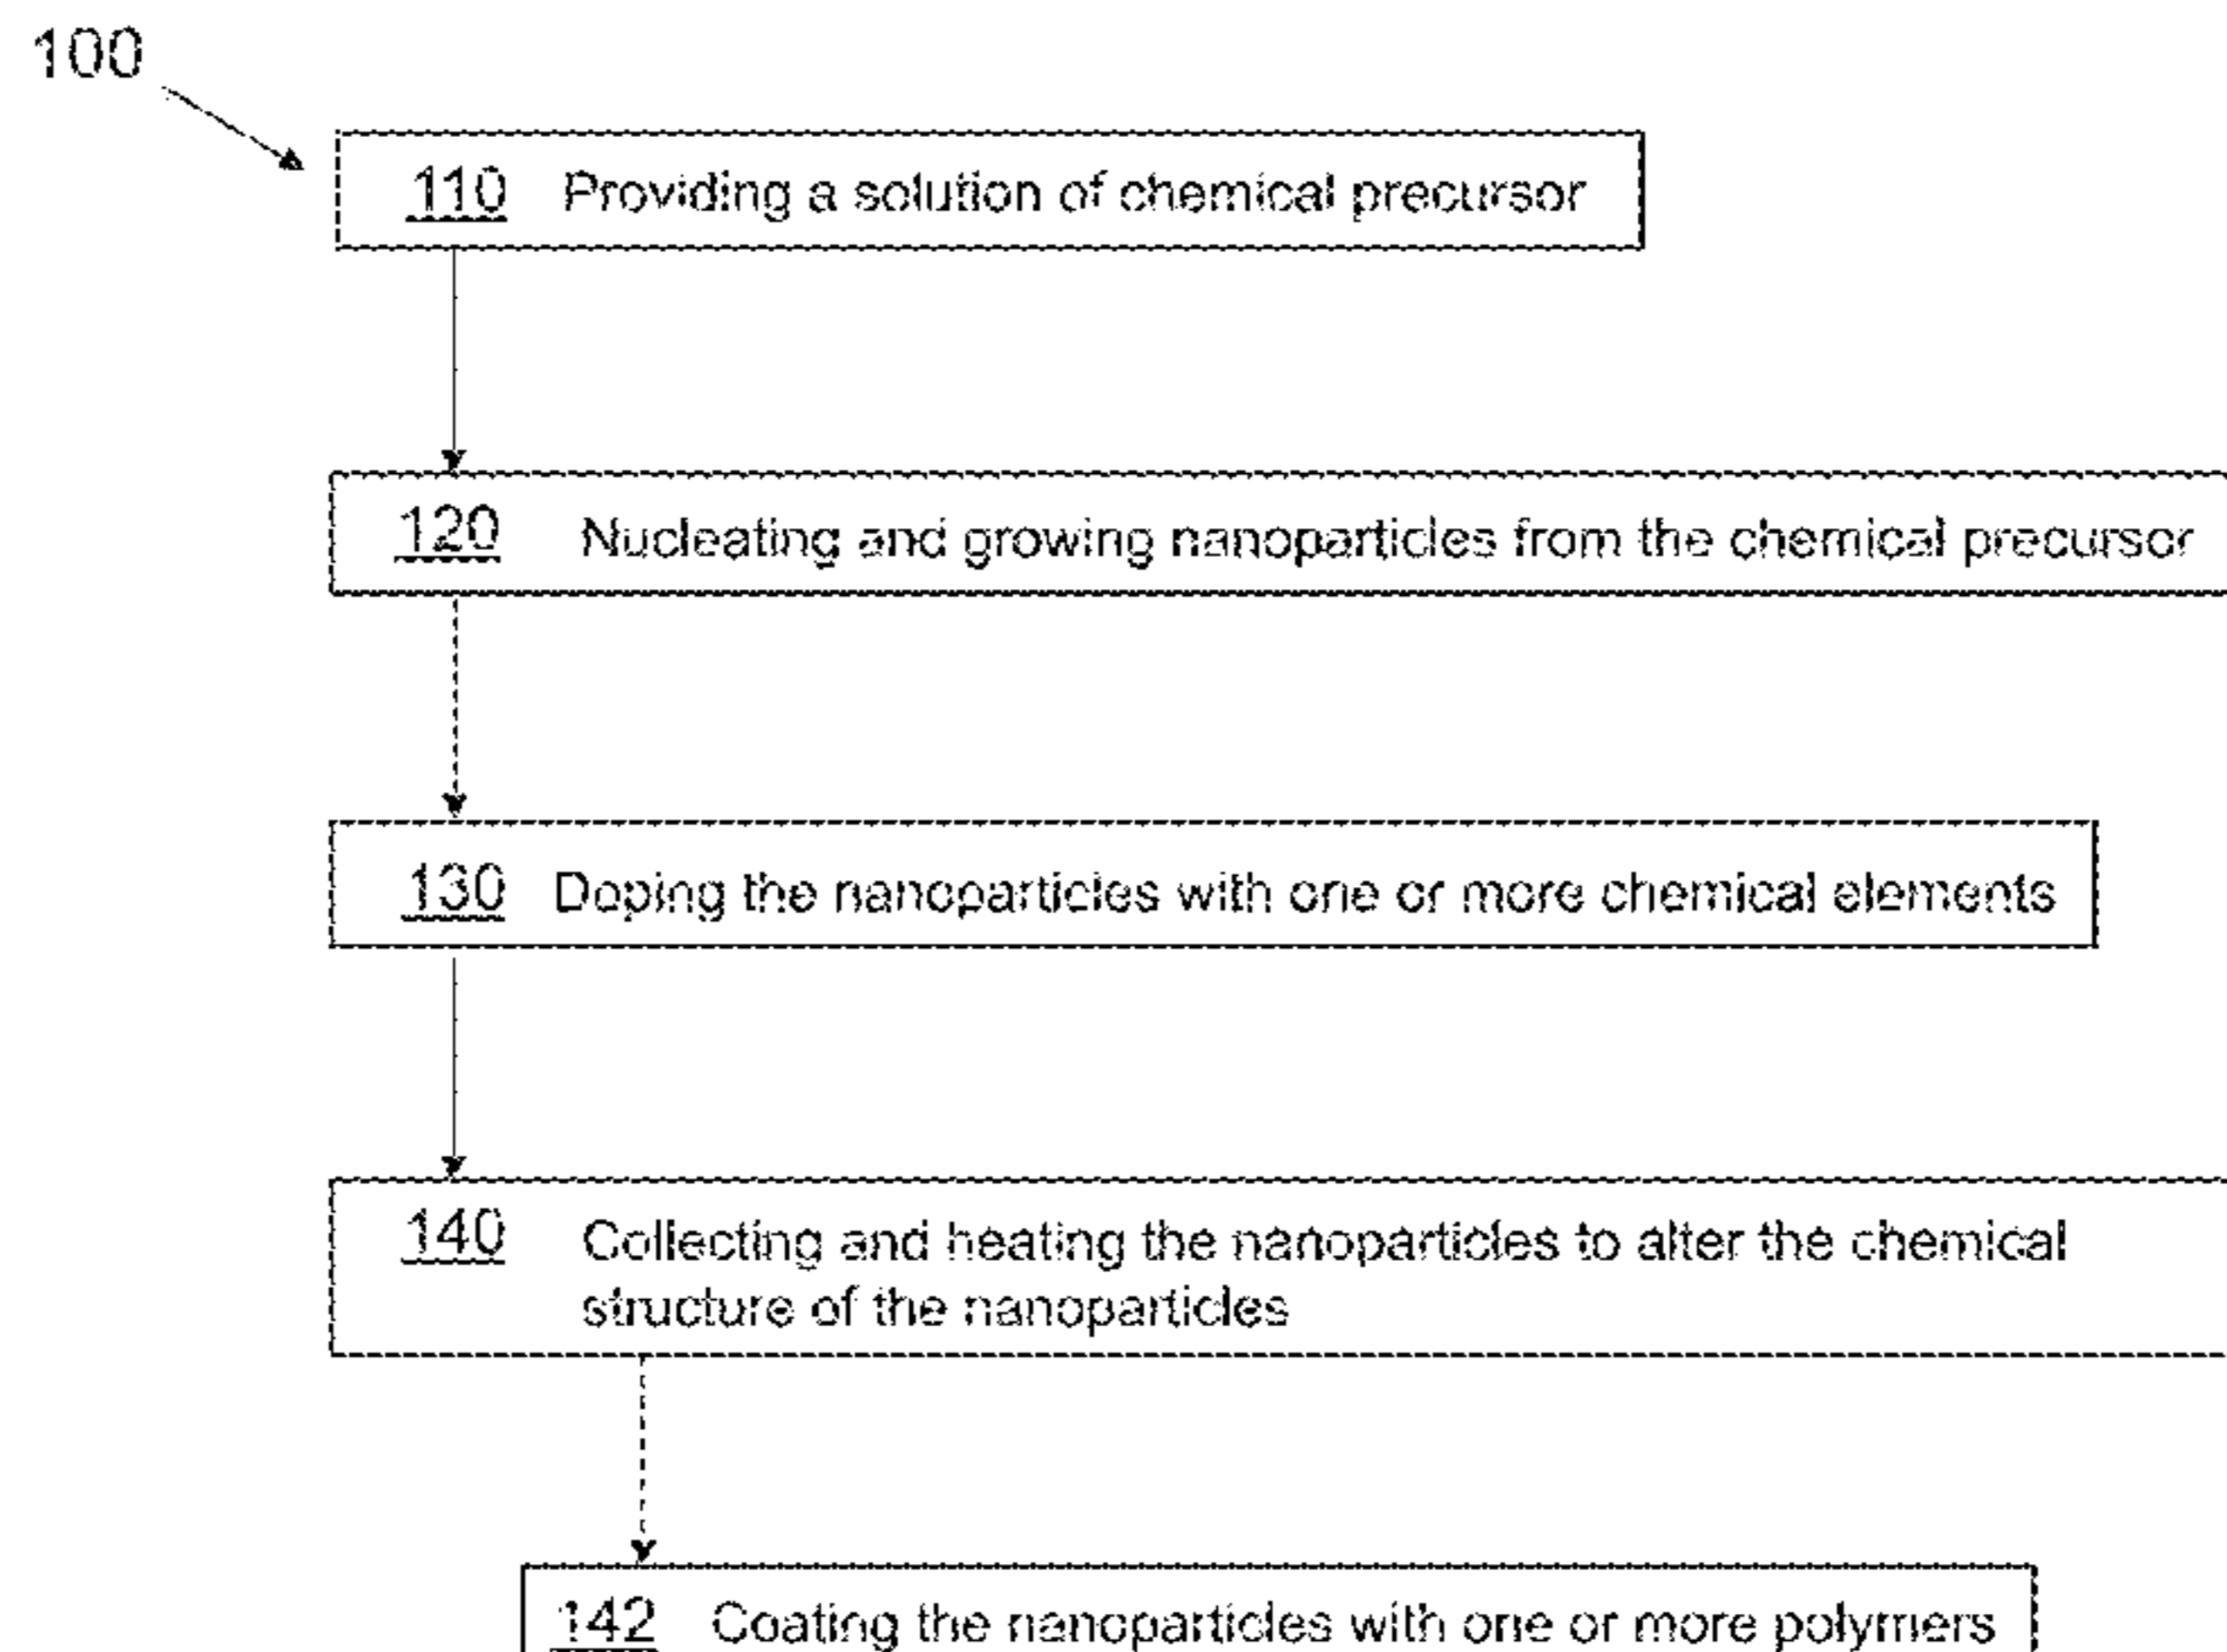 100
110 Providing a solution of chemical precursor
120 Nucleating and growing nanoparticles from the chemical precursor
130 Doping the nanoparticles with one or more chemical elements
140 Collecting and heating the nanoparticles to alter the chemical
structure of the nanoparticles
142 Coating the nanoparticles with one or more polymers